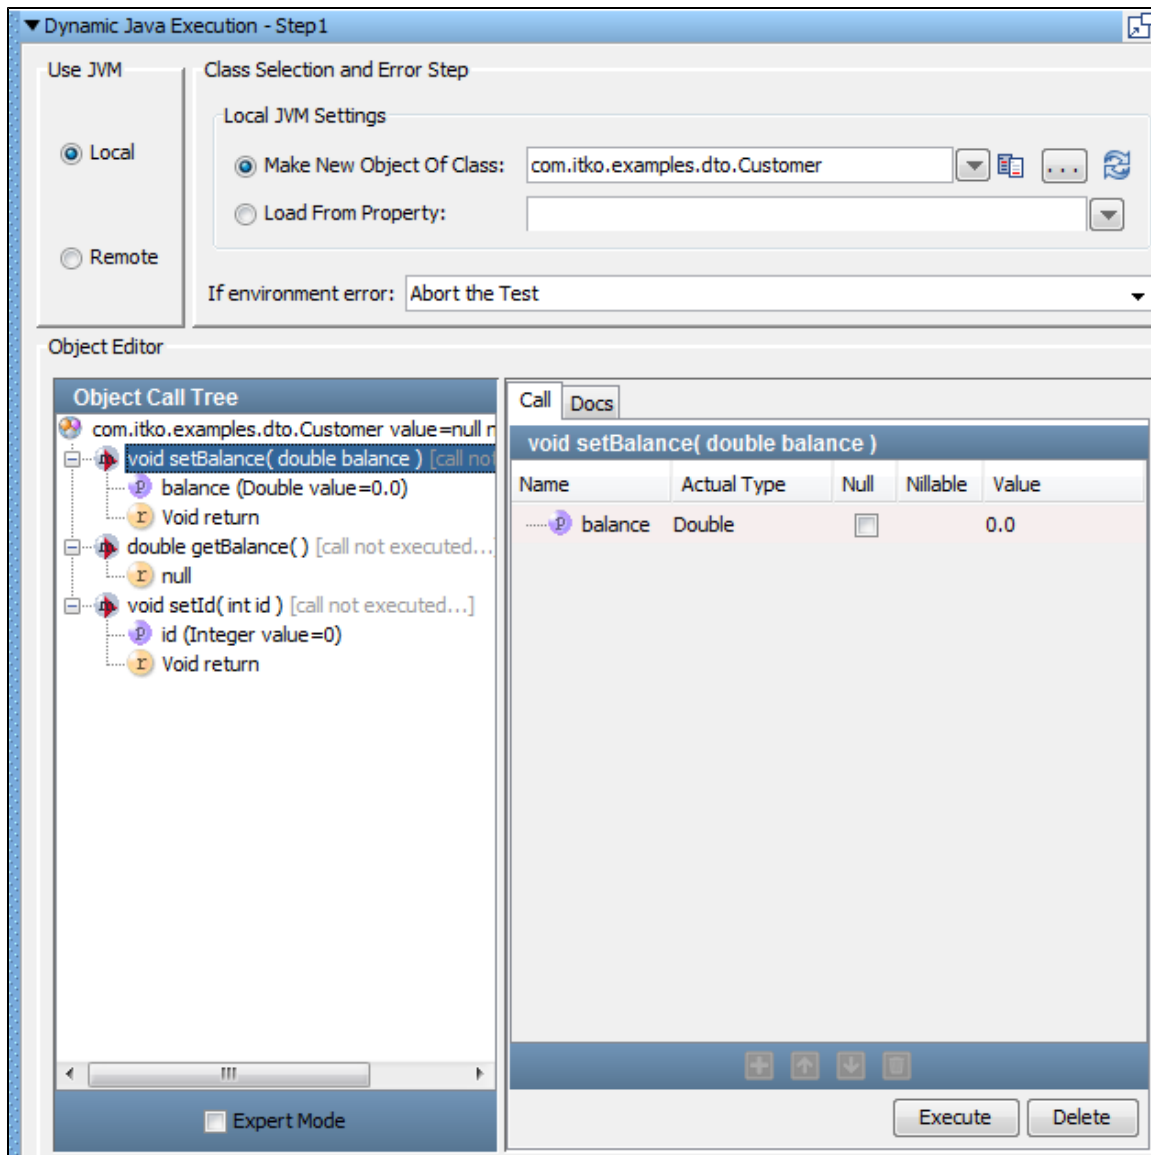 Dynamic Java Execution - Step1
Use JVM
Class Selection and Error Step
Local JVM Settings
Local
Make New Object Of Class: com.itko.examples.dto.Customer ...
Load From Property:
Remote
If environment error: Abort the Test
Object Editor
Object Call Tree
com.itko.examples.dto.Customer value=null n
void setBalance( double balance ) [call not
P balance (Double value=0.0)
r Void return
double getBalance( ) [call not executed...]
r null
void setId( int id ) [call not executed...]
P id (Integer value=0)
r Void return
Expert Mode
Call Docs
void setBalance( double balance )
Name Actual Type Null Nillable Value
P balance Double 0.0
Execute Delete